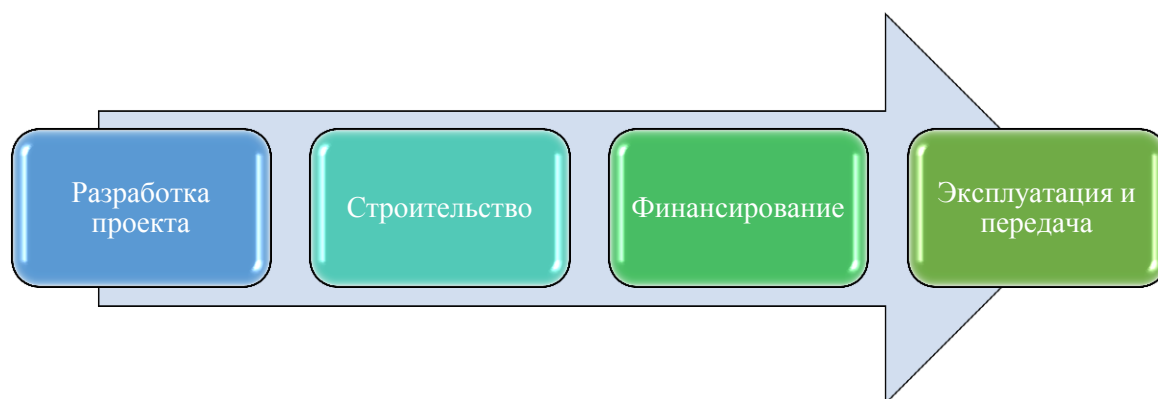 Разработка
проекта
Строительство
Финансирование
Эксплуатация и
передача